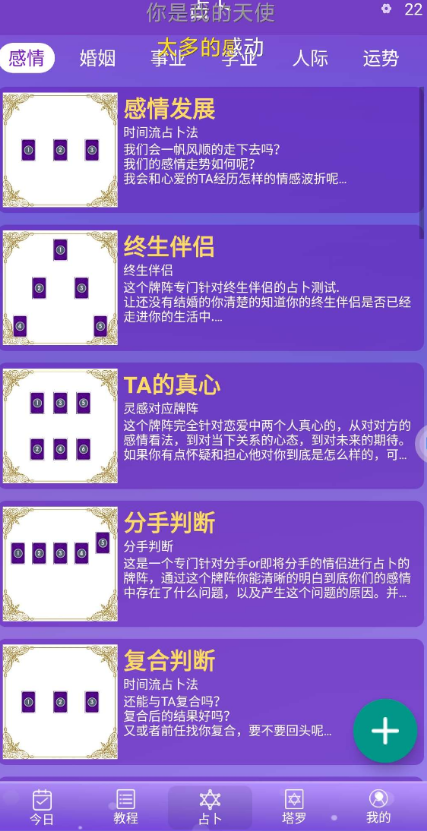 你是我的天使
占卜
22
太多的感动
感情 婚姻 事业 学业 人际 运势
感情发展
时间流占卜法
我们会一帆风顺的走下去吗?
我们的感情走势如何呢?
我会和心爱的TA经历怎样的情感波折呢...
① ② ③
终生伴侣
终生伴侣
这个牌阵专门针对终生伴侣的占卜测试.
让还没有结婚的你清楚的知道你的终生伴侣是否已经
走进你的生活中....
① ② ③ ④ ⑤
TA的真心
灵感对应牌阵
这个牌阵完全针对恋爱中两个人真心的，从对对方的
感情看法，到对当下关系的心态，到对未来的期待。
如果你有点怀疑和担心他对你到底是怎么样的，可...
分手判断
分手判断
这是一个专门针对分手or即将分手的情侣进行占卜的
牌阵，通过这个牌阵你能清晰的明白到底你们的感情
中存在了什么问题，以及产生这个问题的原因。并...
复合判断
时间流占卜法
还能与TA复合吗?
复合后的结果好吗?
又或者前任找你复合，要不要回头呢...
① ② ③
今日 教程 占卜 塔罗 我的